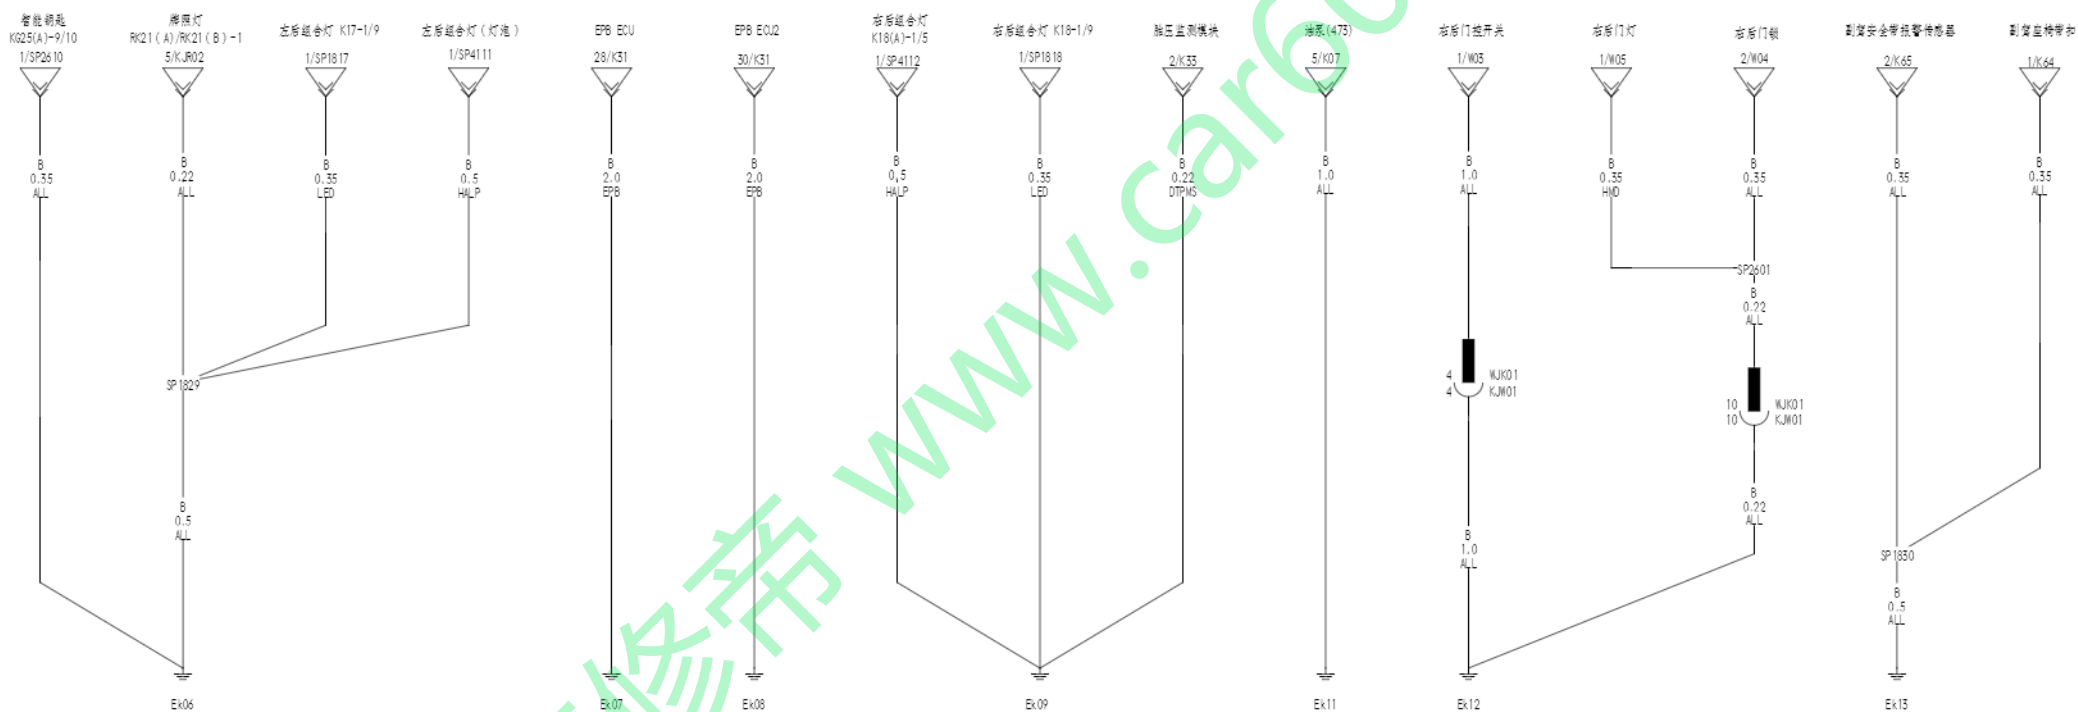 智能钥匙
KG25(A)-9/10
1/SP2610
牌照灯
RK21(A)/RK21(B)-1
5/KJR02
左后组合灯 K17-1/9
1/SP1817
左后组合灯(灯泡)
1/SP4111
EPB ECU
28/K31
EPB ECU2
30/K31
右后组合灯
K18(A)-1/5
1/SP4112
右后组合灯 K18-1/9
1/SP1818
胎压监测模块
2/K33
油泵(473)
5/K07
右后门控开关
1/W03
右后门灯
1/W05
右后门锁
2/W04
副驾安全带报警传感器
2/K65
副驾座椅带扣
1/K64
B
0.35
ALL
B
0.22
ALL
B
0.35
LED
B
0.5
HALP
B
2.0
EPB
B
2.0
EPB
B
0.5
HALP
B
0.35
LED
B
0.22
DTPMS
B
1.0
ALL
B
1.0
ALL
B
0.35
HMD
B
0.35
ALL
B
0.35
ALL
B
0.35
ALL
SP2601
B
0.22
ALL
SP1829
4 WJK01
4 KJW01
10 WJK01
10 KJW01
B
0.5
ALL
B
1.0
ALL
B
0.22
ALL
SP1830
B
0.5
ALL
Ek06
Ek07
Ek08
Ek09
Ek11
Ek12
Ek13
修帝 www.car60